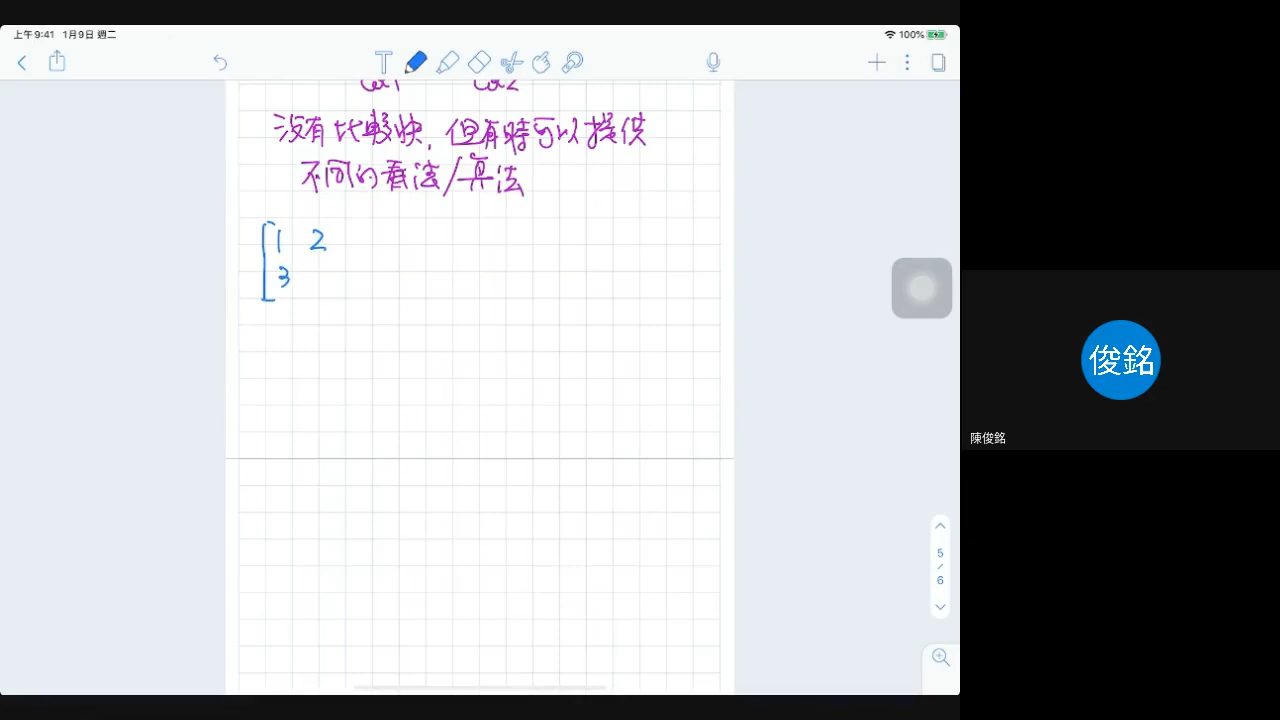 上午9:41 1月9日 週二
100%
T
col1 col2
沒有比較快,但有時可以提供
不同的看法/算法
1 2
3
5
/
6
俊銘
陳俊銘